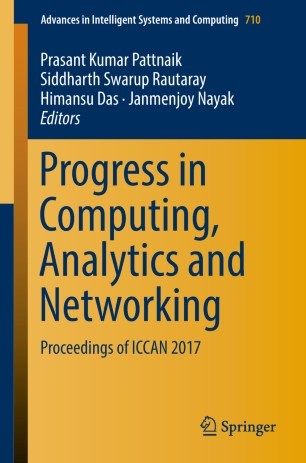 Advances in Intelligent Systems and Computing 710
Prasant Kumar Pattnaik
Siddharth Swarup Rautaray
Himansu Das · Janmenjoy Nayak
Editors
Progress in
Computing,
Analytics and
Networking
Proceedings of ICCAN 2017
Springer